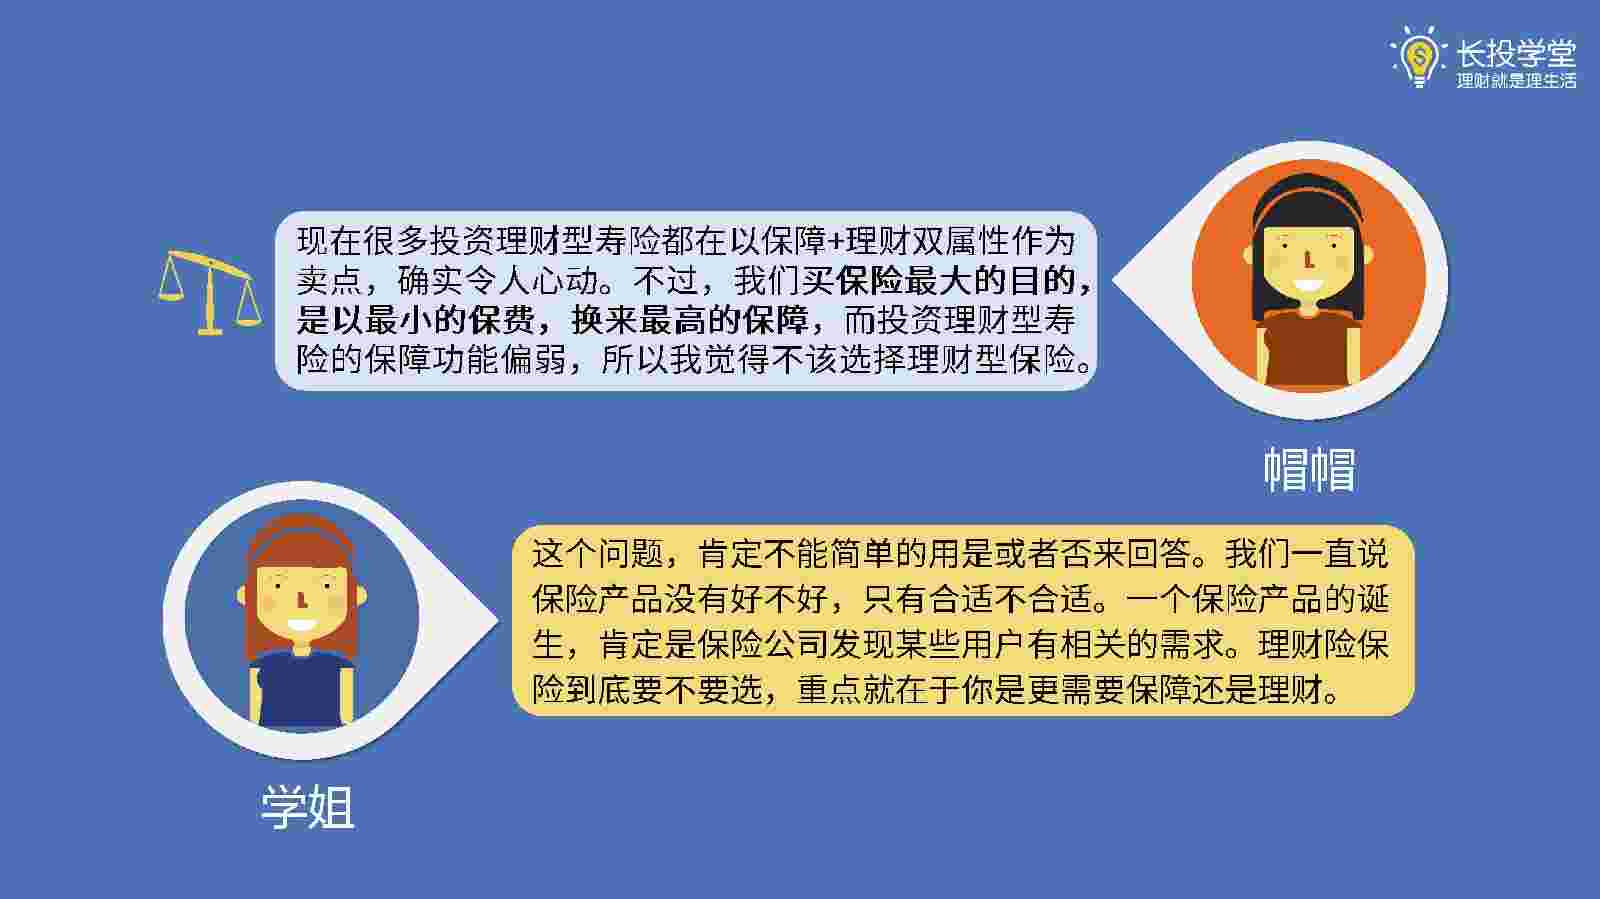 长投学堂
理财就是理生活
现在很多投资理财型寿险都在以保障+理财双属性作为
卖点，确实令人心动。不过，我们买保险最大的目的，
是以最小的保费，换来最高的保障，而投资理财型寿
险的保障功能偏弱，所以我觉得不该选择理财型保险。
帽帽
这个问题，肯定不能简单的用是或者否来回答。我们一直说
保险产品没有好不好，只有合适不合适。一个保险产品的诞
生，肯定是保险公司发现某些用户有相关的需求。理财险保
险到底要不要选，重点就在于你是更需要保障还是理财。
学姐